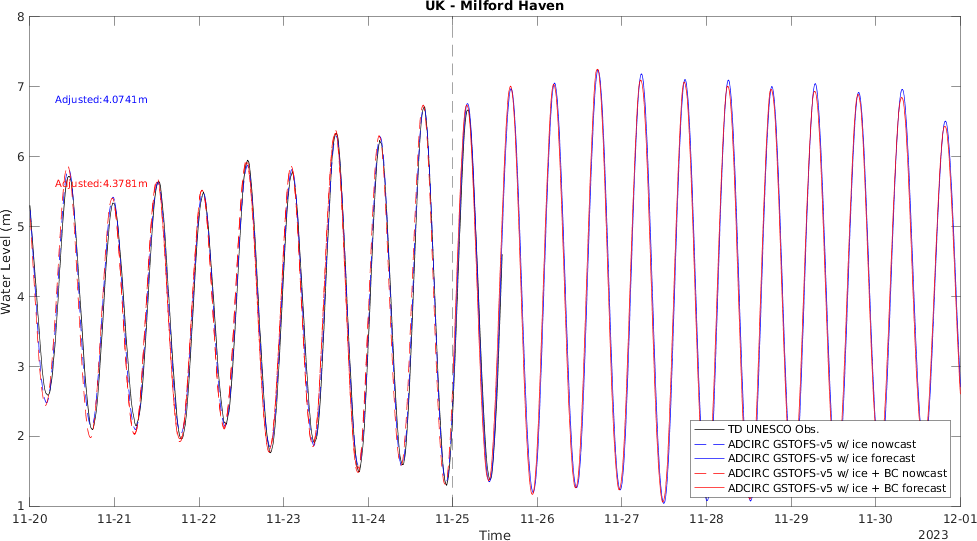 UK - Milford Haven
8
7
6
5
4
3
2
1
Water Level (m)
Adjusted:4.0741m
Adjusted:4.3781m
TD UNESCO Obs.
ADCIRC GSTOFS-v5 w/ ice nowcast
ADCIRC GSTOFS-v5 w/ ice forecast
ADCIRC GSTOFS-v5 w/ ice + BC nowcast
ADCIRC GSTOFS-v5 w/ ice + BC forecast
11-20 11-21 11-22 11-23 11-24 11-25 11-26 11-27 11-28 11-29 11-30 12-01
Time
2023